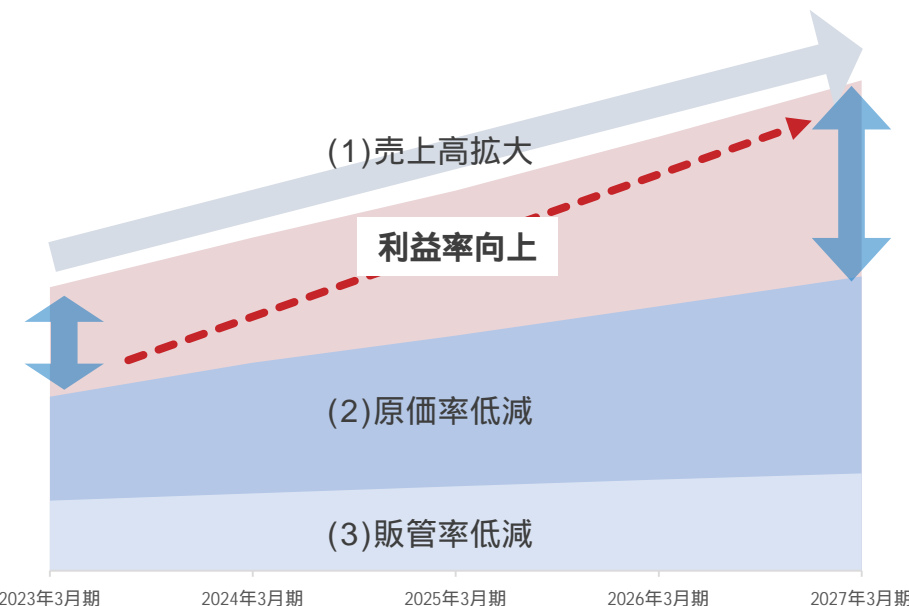 (1)売上高拡大
利益率向上
(2)原価率低減
(3)販管率低減
2023年3月期
2024年3月期
2025年3月期
2026年3月期
2027年3月期